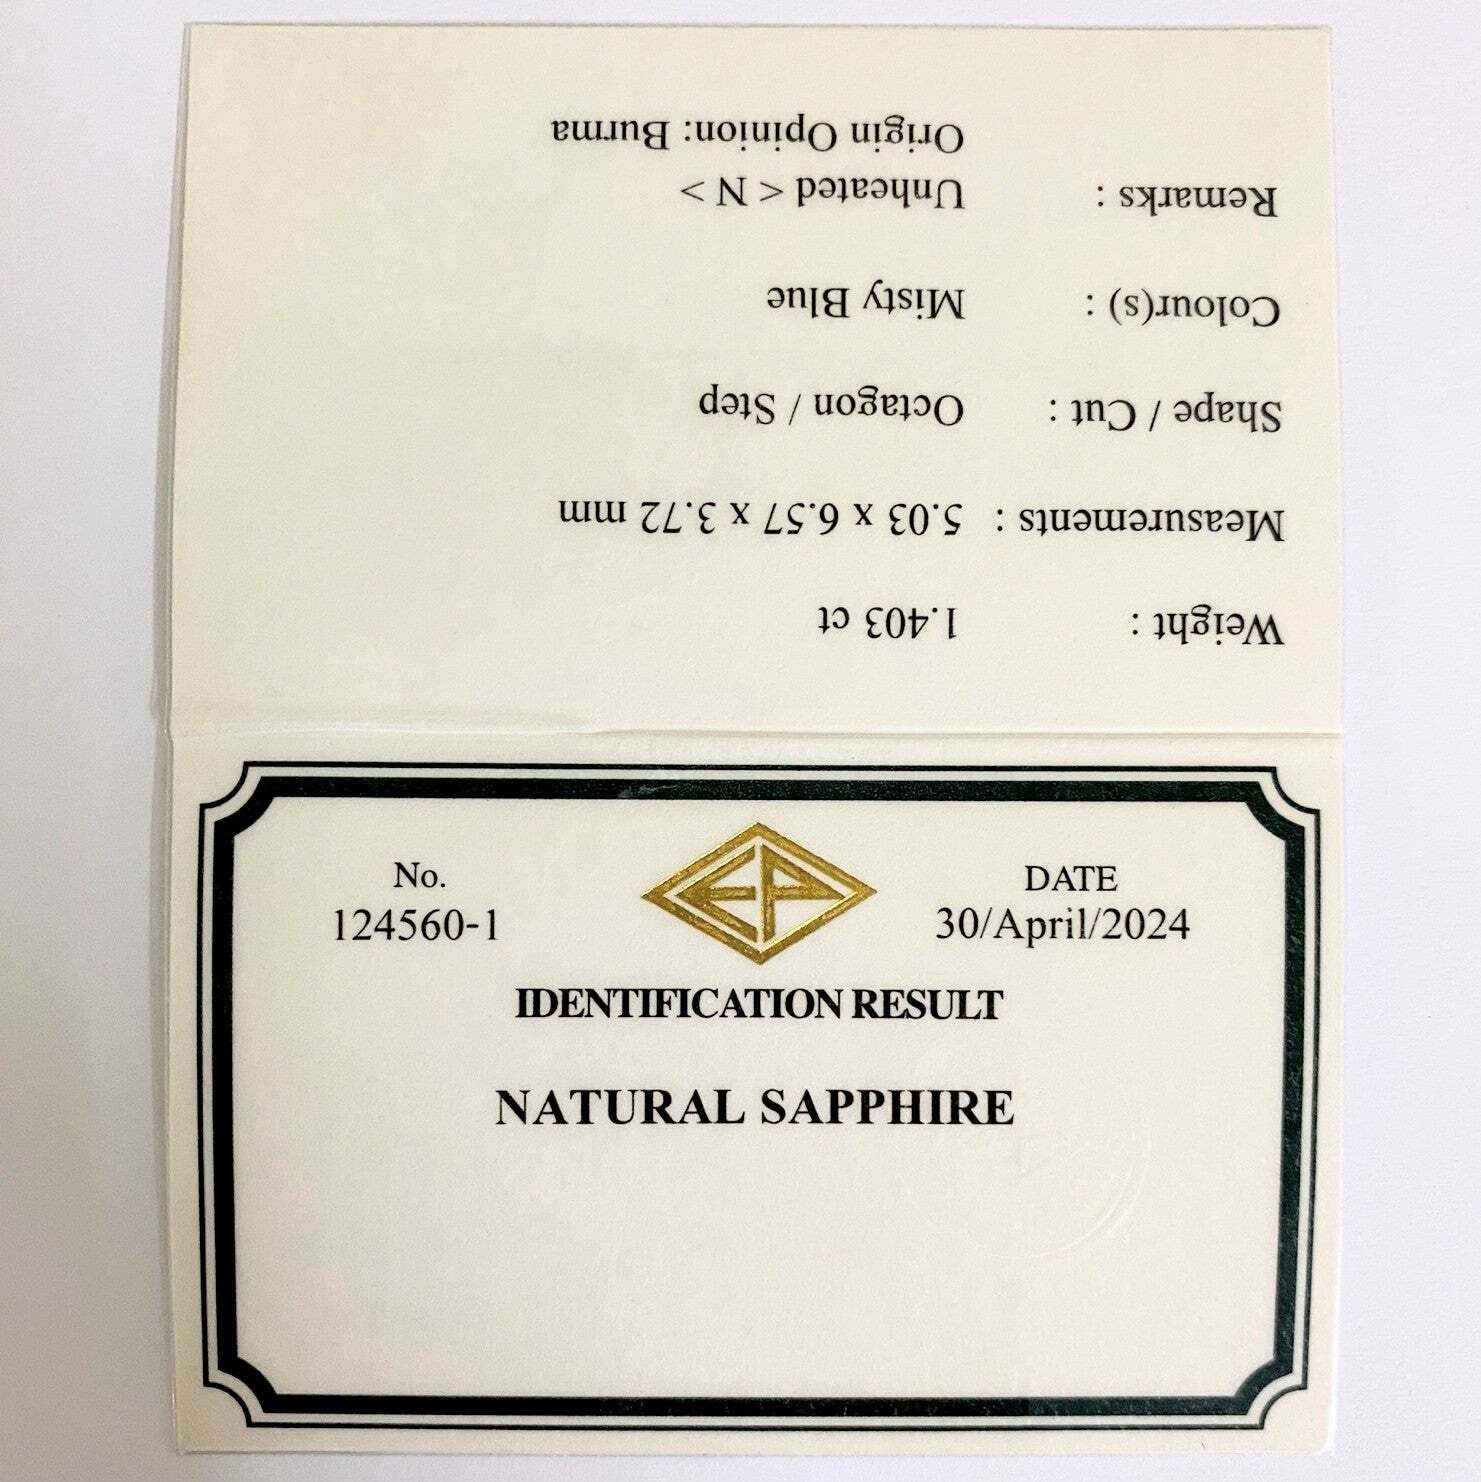 Weight : 1.403 ct
Measurements : 5.03 x 6.57 x 3.72 mm
Shape / Cut : Octagon / Step
Colour(s) : Misty Blue
Remarks : Unheated < N >
Origin Opinion: Burma
EP
No. DATE
124560-1 30/April/2024
IDENTIFICATION RESULT
NATURAL SAPPHIRE